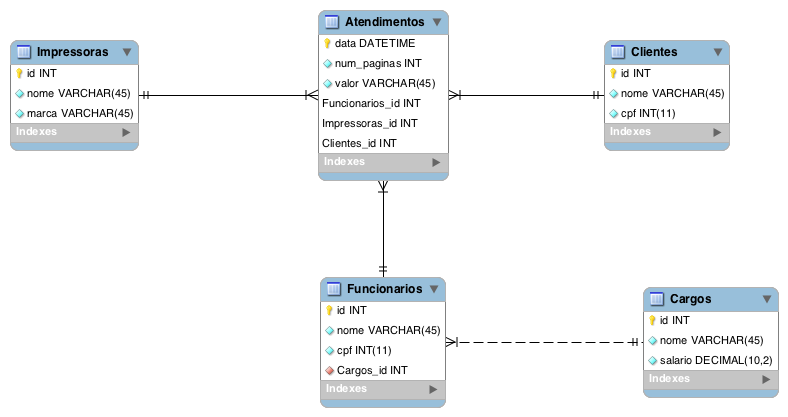 Impressoras
id INT
nome VARCHAR(45)
marca VARCHAR(45)
Indexes
Atendimentos
data DATETIME
num_paginas INT
valor VARCHAR(45)
Funcionarios_id INT
Impressoras_id INT
Clientes_id INT
Indexes
Clientes
id INT
nome VARCHAR(45)
cpf INT(11)
Indexes
Funcionarios
id INT
nome VARCHAR(45)
cpf INT(11)
Cargos_id INT
Indexes
Cargos
id INT
nome VARCHAR(45)
salario DECIMAL(10,2)
Indexes